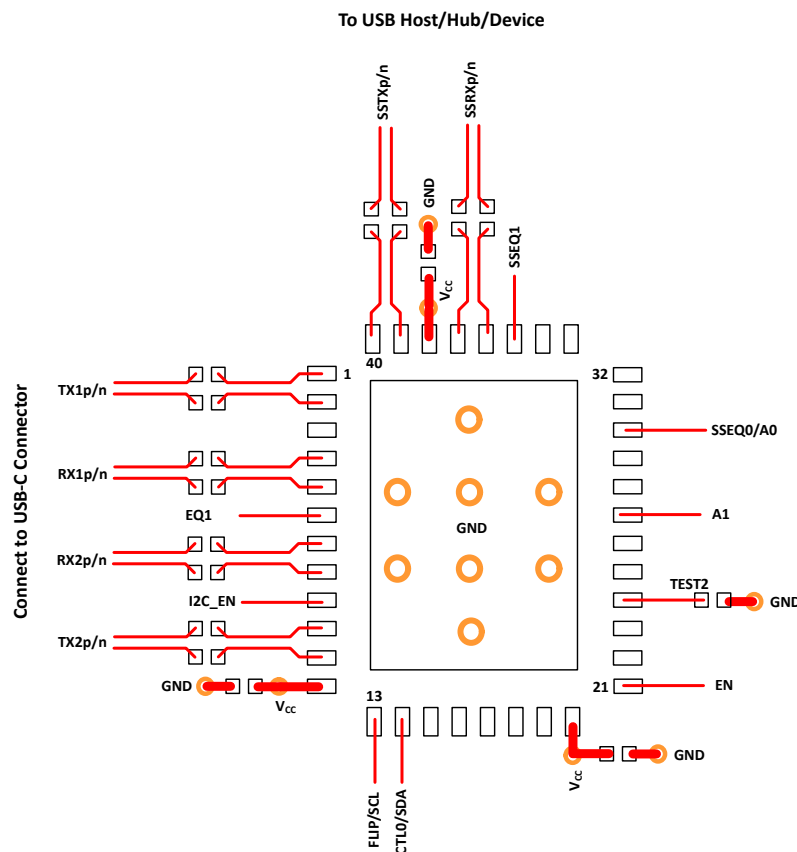 To USB Host/Hub/Device
SSTXp/n
SSRXp/n
GND
SSEQ1
VCC
40
1
32
TX1p/n
SSEQ0/A0
RX1p/n
EQ1
A1
GND
RX2p/n
I2C_EN
TEST2
GND
TX2p/n
GND
VCC
13
21
EN
GND
VCC
FLIP/SCL
CTL0/SDA
Connect to USB-C Connector